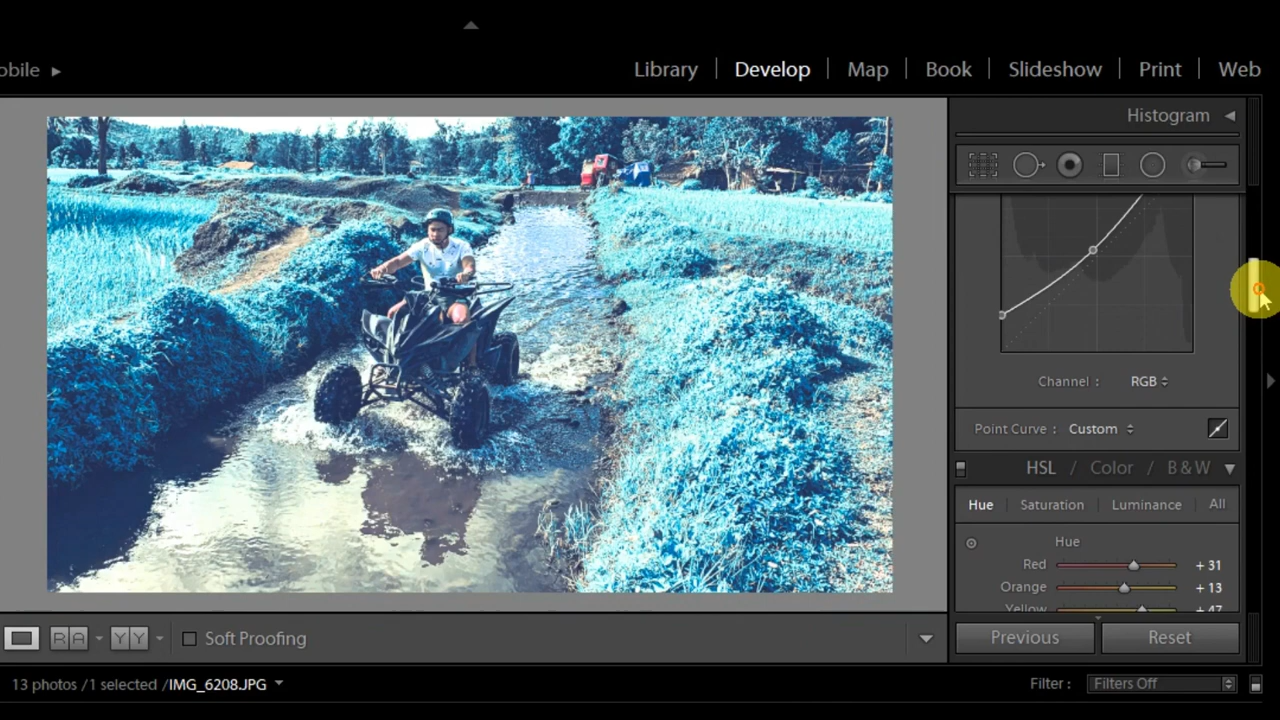 obile
Library Develop Map Book Slideshow Print Web
Histogram
Channel : RGB
Point Curve : Custom
HSL / Color / B & W
Hue Saturation Luminance All
Hue
Red + 31
Orange + 13
Yellow + 47
R A Y Y Soft Proofing
Previous Reset
13 photos / 1 selected / IMG_6208.JPG
Filter : Filters Off